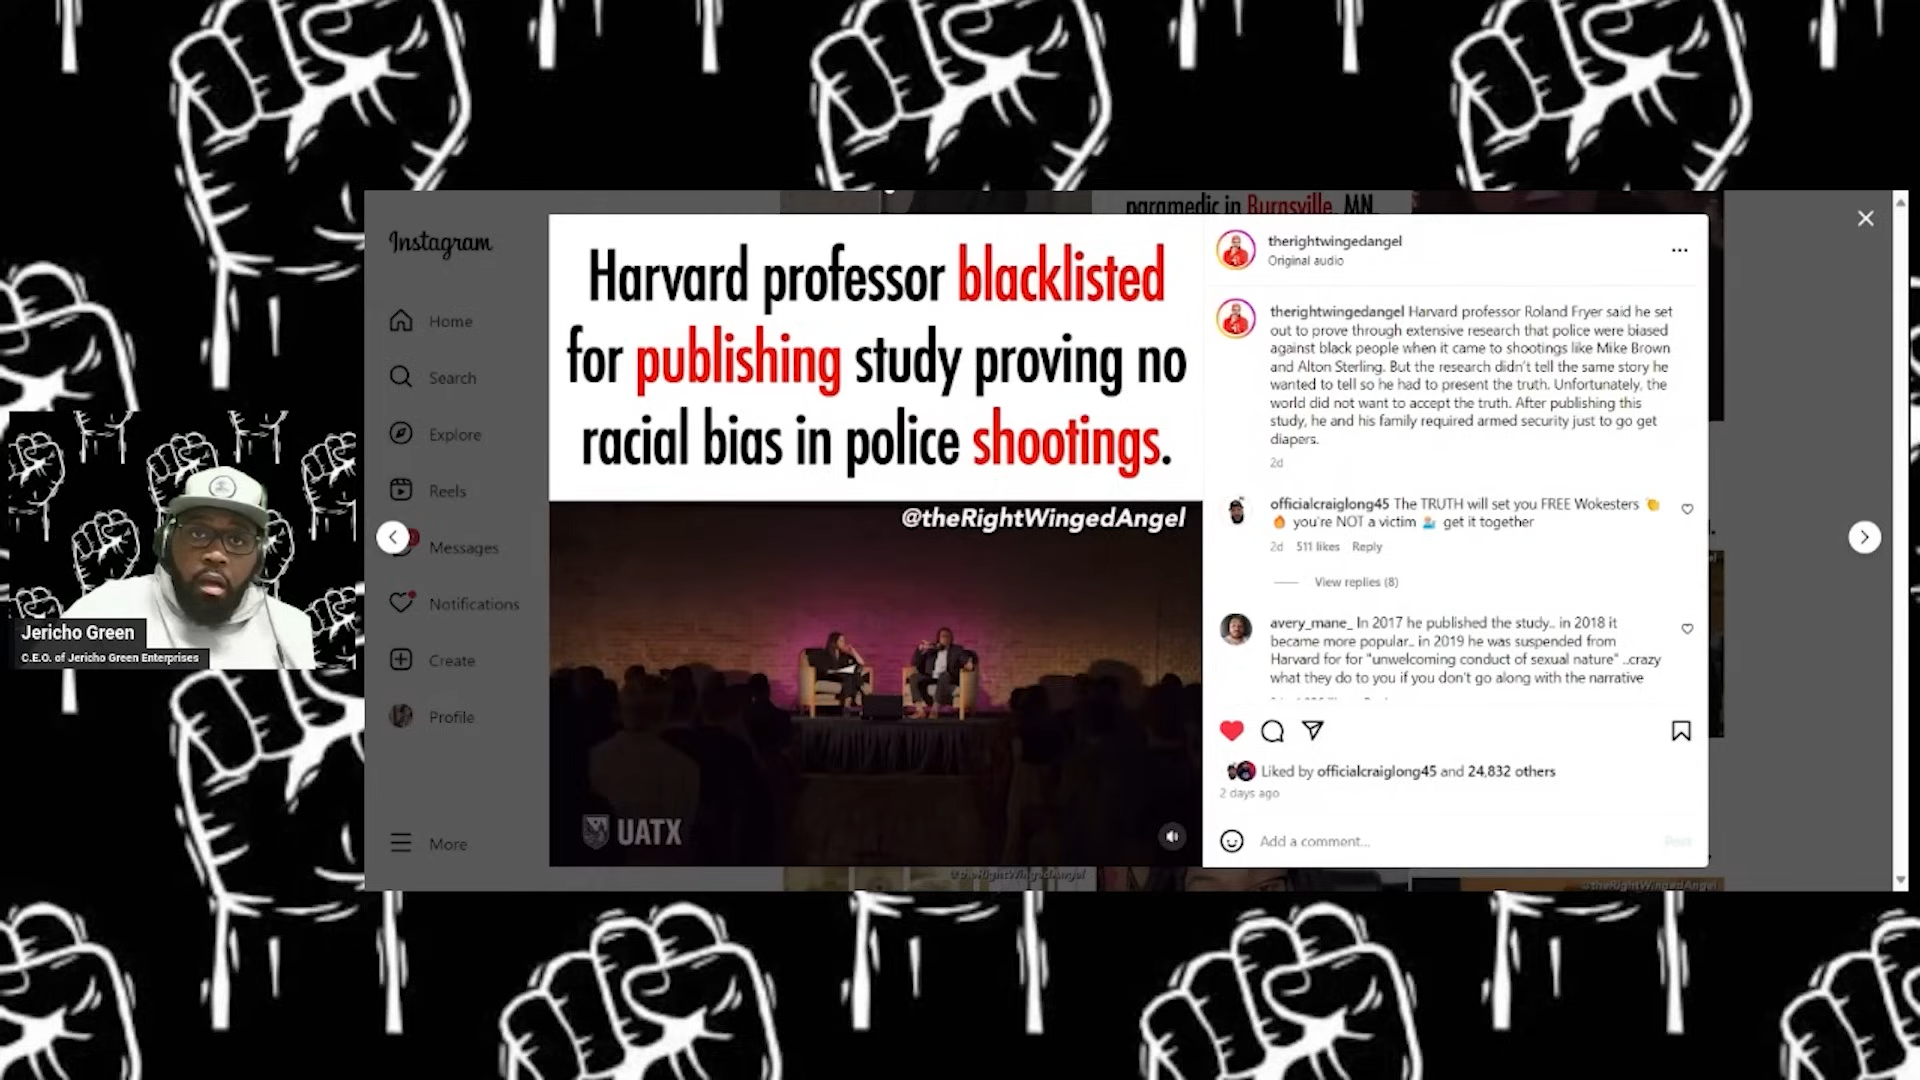 paramedic in Burnsville, MN
Instagram
Home
Search
Explore
Reels
Messages
Notifications
Create
Profile
More
Harvard professor blacklisted
for publishing study proving no
racial bias in police shootings.
@theRightWingedAngel
UATX
therightwingedangel
Original audio
therightwingedangel Harvard professor Roland Fryer said he set
out to prove through extensive research that police were biased
against black people when it came to shootings like Mike Brown
and Alton Sterling. But the research didn't tell the same story he
wanted to tell so he had to present the truth. Unfortunately, the
world did not want to accept the truth. After publishing this
study, he and his family required armed security just to go get
diapers.
2d
officialcraiglong45 The TRUTH will set you FREE Wokesters 👏
🔥 you're NOT a victim 🤷 get it together
2d 511 likes Reply
View replies (8)
avery_mane_ In 2017 he published the study.. in 2018 it
became more popular.. in 2019 he was suspended from
Harvard for for "unwelcoming conduct of sexual nature" ..crazy
what they do to you if you don't go along with the narrative
Liked by officialcraiglong45 and 24,832 others
2 days ago
Add a comment...
Post
@theRightWingedAngel
@theRightWingedAngel
Jericho Green
C.E.O. of Jericho Green Enterprises